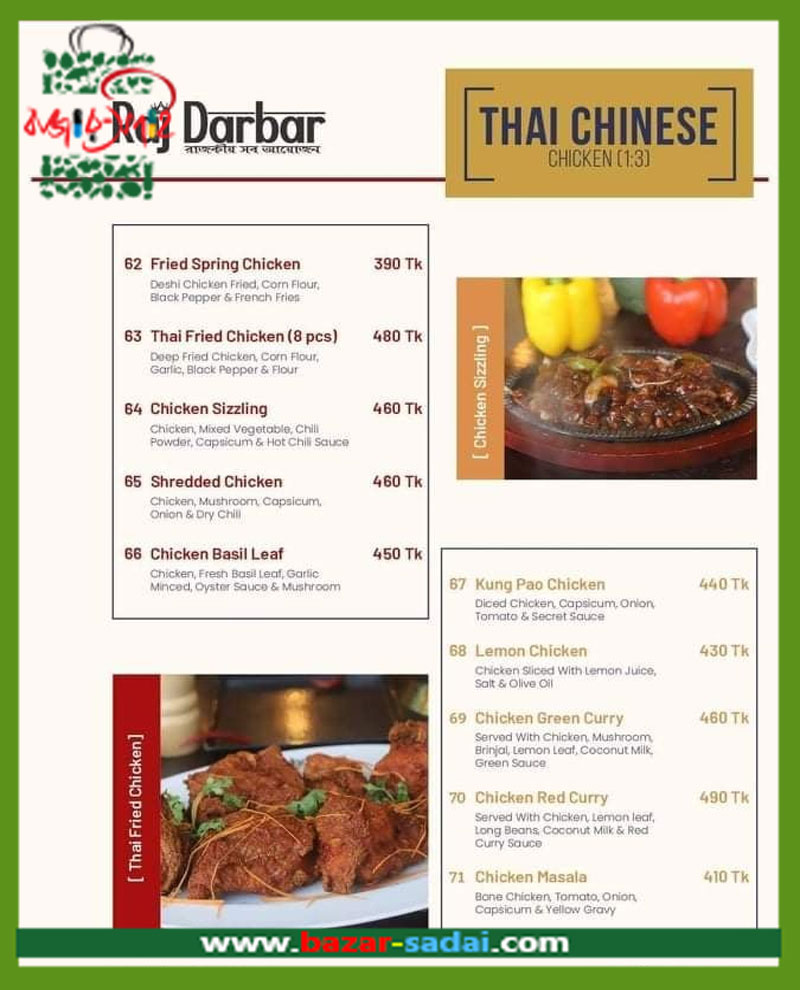 Raj Darbar
রাজকীয় সব আয়োজন
THAI CHINESE
CHICKEN (1:3)
62 Fried Spring Chicken 390 Tk
Deshi Chicken Fried, Corn Flour,
Black Pepper & French Fries
63 Thai Fried Chicken (8 pcs) 480 Tk
Deep Fried Chicken, Corn Flour,
Garlic, Black Pepper & Flour
64 Chicken Sizzling 460 Tk
Chicken, Mixed Vegetable, Chili
Powder, Capsicum & Hot Chili Sauce
65 Shredded Chicken 460 Tk
Chicken, Mushroom, Capsicum,
Onion & Dry Chili
66 Chicken Basil Leaf 450 Tk
Chicken, Fresh Basil Leaf, Garlic
Minced, Oyster Sauce & Mushroom
[ Chicken Sizzling ]
[ Thai Fried Chicken]
67 Kung Pao Chicken 440 Tk
Diced Chicken, Capsicum, Onion,
Tomato & Secret Sauce
68 Lemon Chicken 430 Tk
Chicken Sliced With Lemon Juice,
Salt & Olive Oil
69 Chicken Green Curry 460 Tk
Served With Chicken, Mushroom,
Brinjal, Lemon Leaf, Coconut Milk,
Green Sauce
70 Chicken Red Curry 490 Tk
Served With Chicken, Lemon leaf,
Long Beans, Coconut Milk & Red
Curry Sauce
71 Chicken Masala 410 Tk
Bone Chicken, Tomato, Onion,
Capsicum & Yellow Gravy
www.bazar-sadai.com